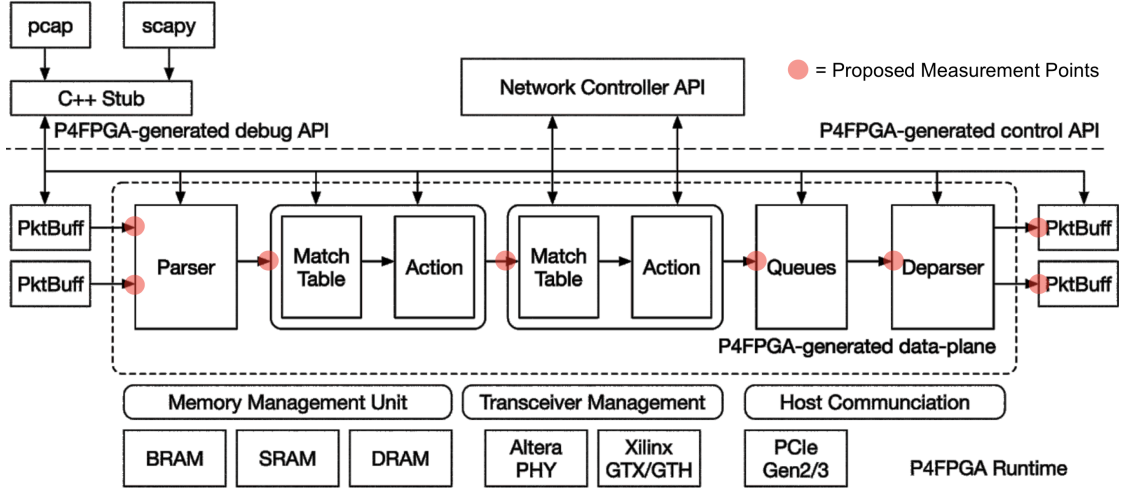 pcap
scapy
C++ Stub
Network Controller API
= Proposed Measurement Points
P4FPGA-generated debug API
P4FPGA-generated control API
PktBuff
PktBuff
Parser
Match
Table
Action
Match
Table
Action
Queues
Deparser
PktBuff
PktBuff
P4FPGA-generated data-plane
Memory Management Unit
Transceiver Management
Host Communciation
BRAM
SRAM
DRAM
Altera
PHY
Xilinx
GTX/GTH
PCIe
Gen2/3
P4FPGA Runtime